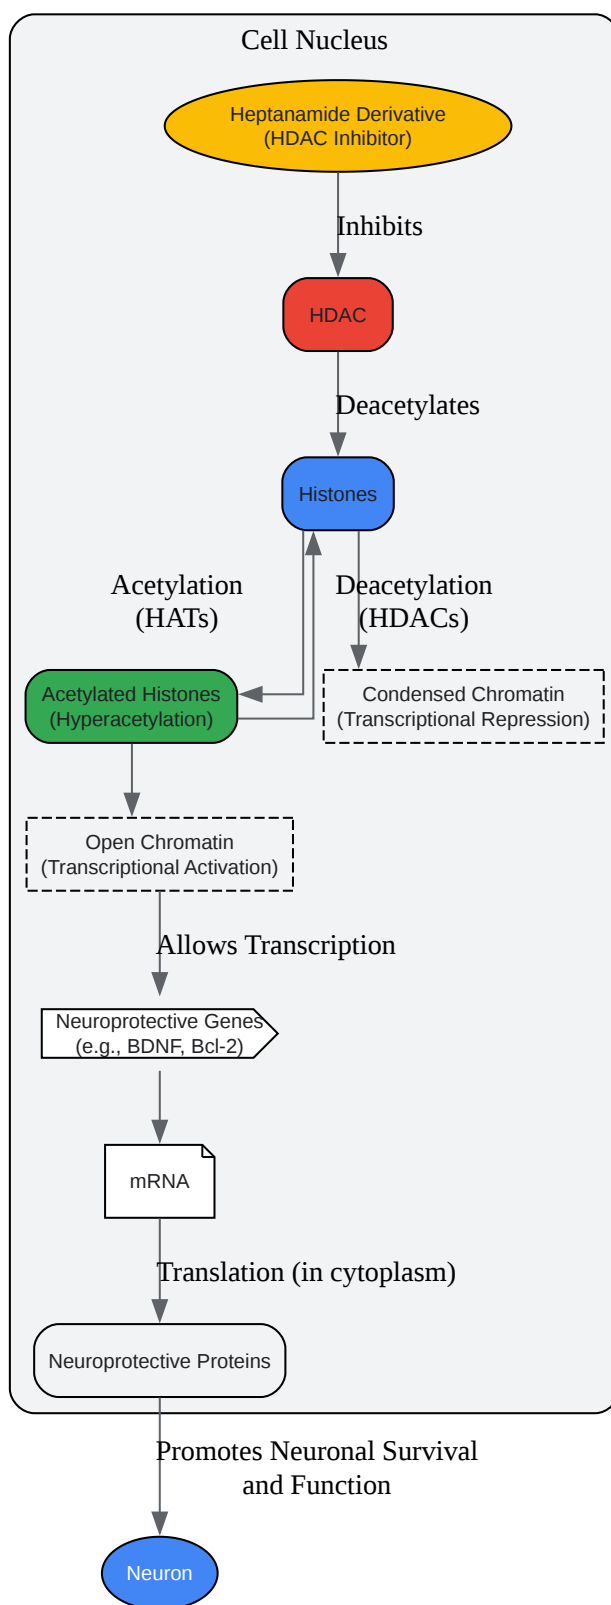 Cell Nucleus
Heptanamide Derivative
(HDAC Inhibitor)
Inhibits
HDAC
Deacetylates
Histones
Acetylation
(HATs)
Deacetylation
(HDACs)
Acetylated Histones
(Hyperacetylation)
Condensed Chromatin
(Transcriptional Repression)
Open Chromatin
(Transcriptional Activation)
Allows Transcription
Neuroprotective Genes
(e.g., BDNF, Bcl-2)
mRNA
Translation (in cytoplasm)
Neuroprotective Proteins
Promotes Neuronal Survival
and Function
Neuron